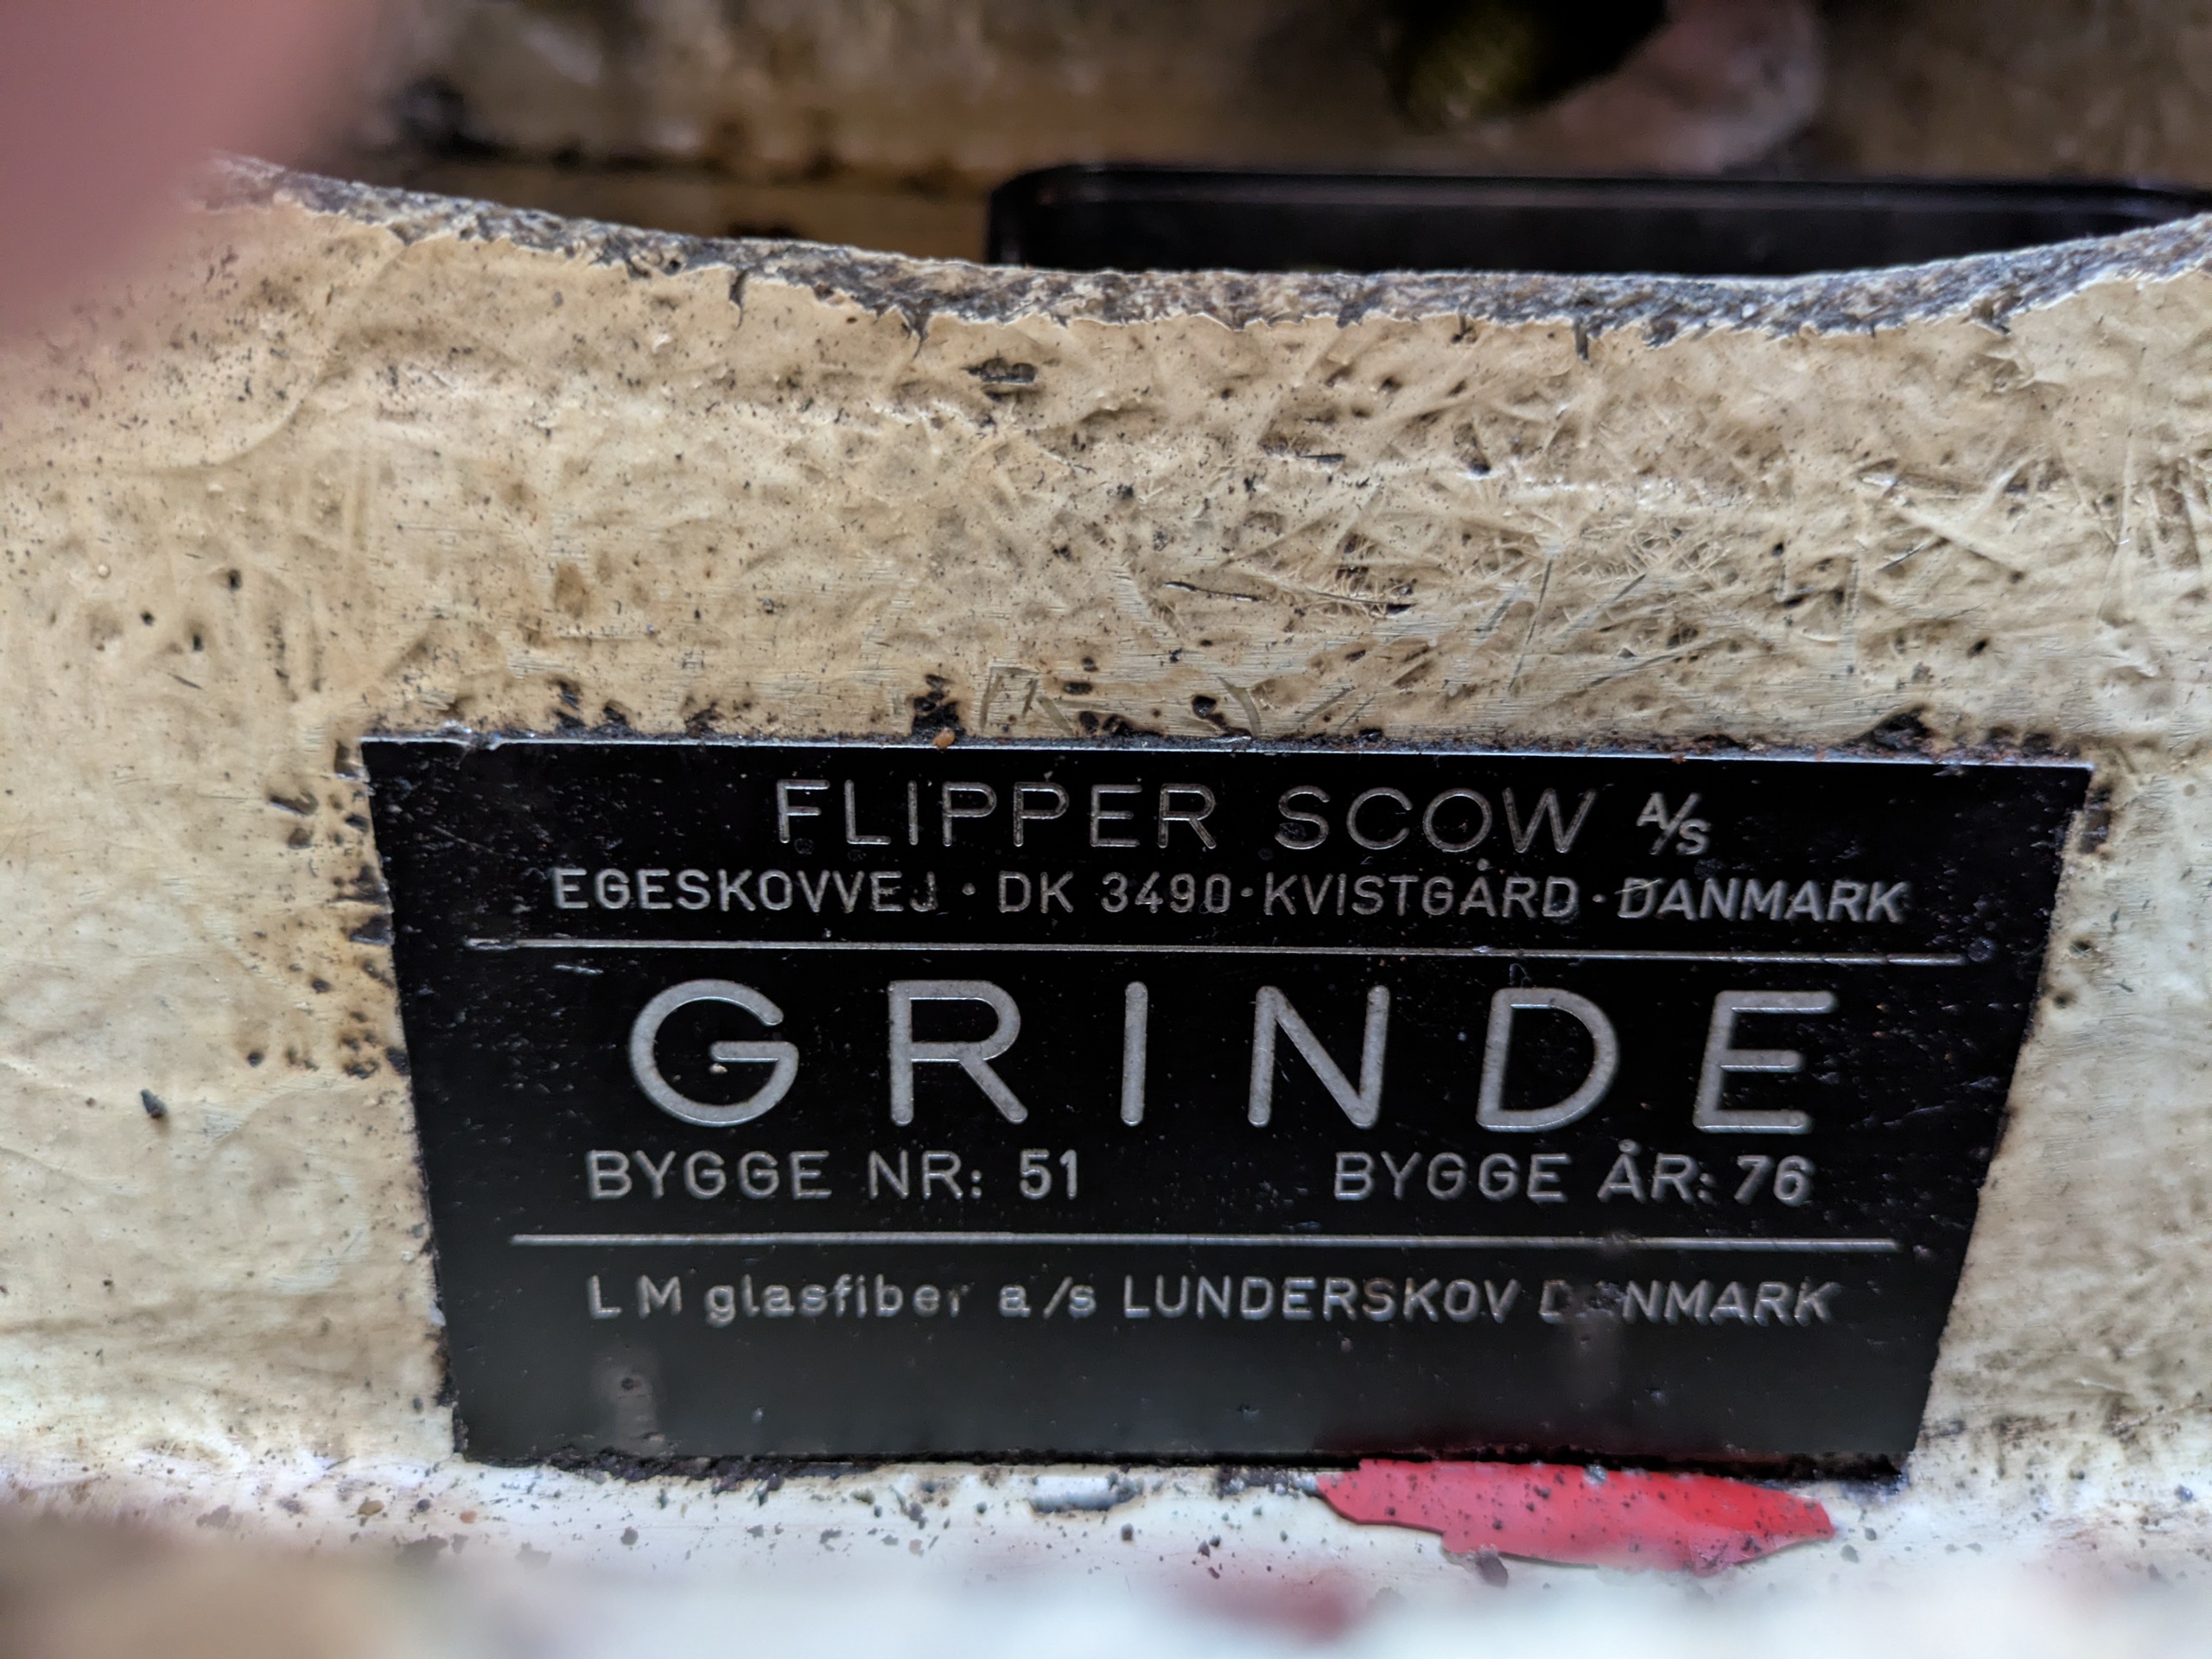 FLIPPER SCOW A/S
EGESKOVVEJ · DK 3490 · KVISTGÅRD · DANMARK
GRINDE
BYGGE NR: 51 BYGGE ÅR: 76
L M glasfiber a/s LUNDERSKOV DANMARK